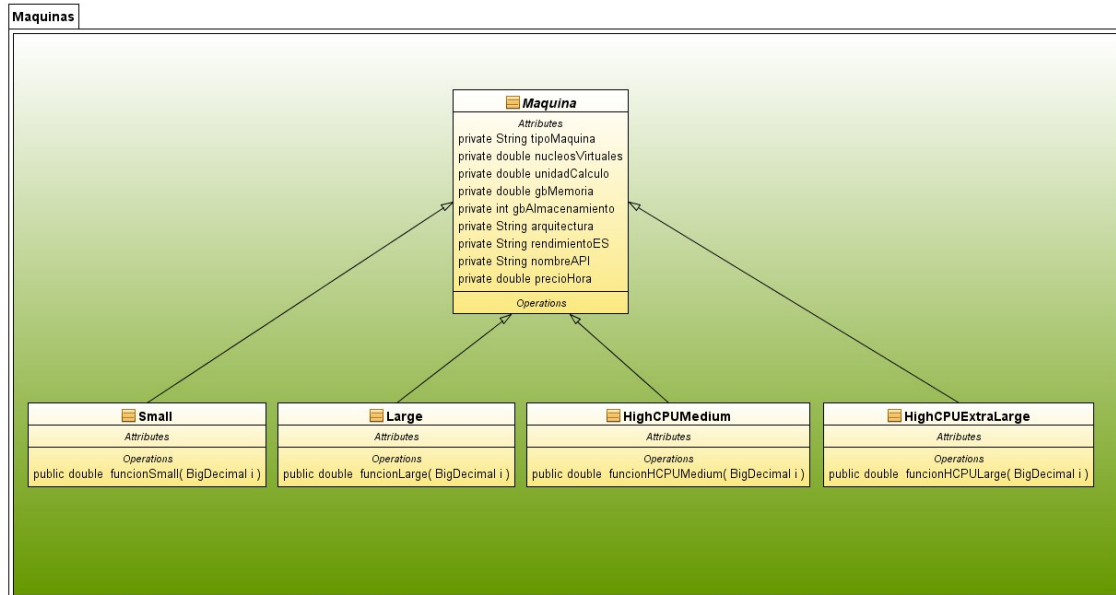 Maquinas
Maquina
Attributes
private String tipoMaquina
private double nucleosVirtuales
private double unidadCalculo
private double gbMemoria
private int gbAlmacenamiento
private String arquitectura
private String rendimientoES
private String nombreAPI
private double precioHora
Operations
Small
Attributes
Operations
public double funcionSmall( BigDecimal i )
Large
Attributes
Operations
public double funcionLarge( BigDecimal i )
HighCPUMedium
Attributes
Operations
public double funcionHCPUMedium( BigDecimal i )
HighCPUExtraLarge
Attributes
Operations
public double funcionHCPULarge( BigDecimal i )